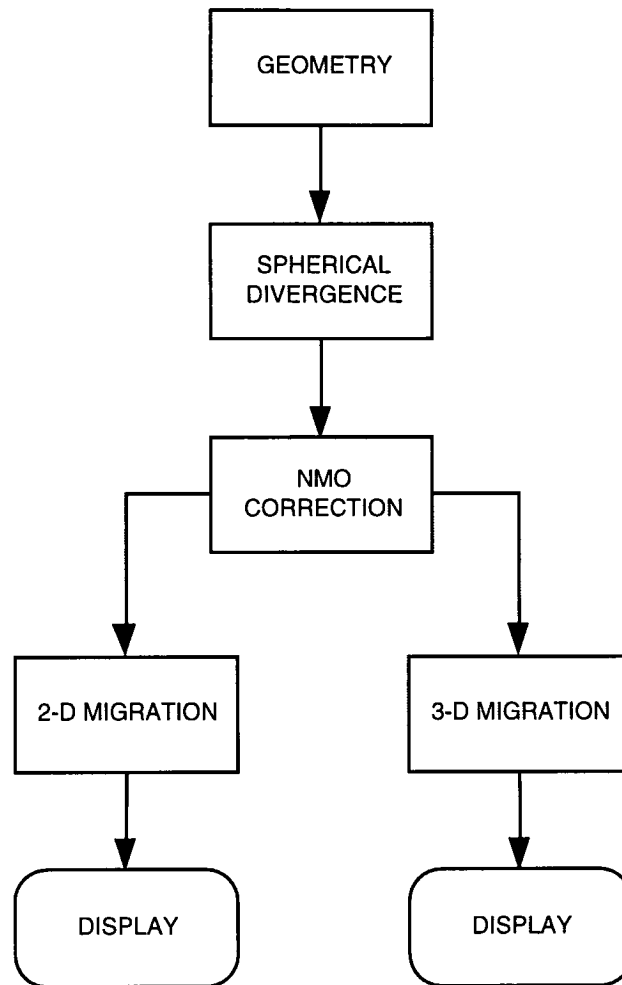 GEOMETRY
SPHERICAL
DIVERGENCE
NMO
CORRECTION
2-D MIGRATION
3-D MIGRATION
DISPLAY
DISPLAY